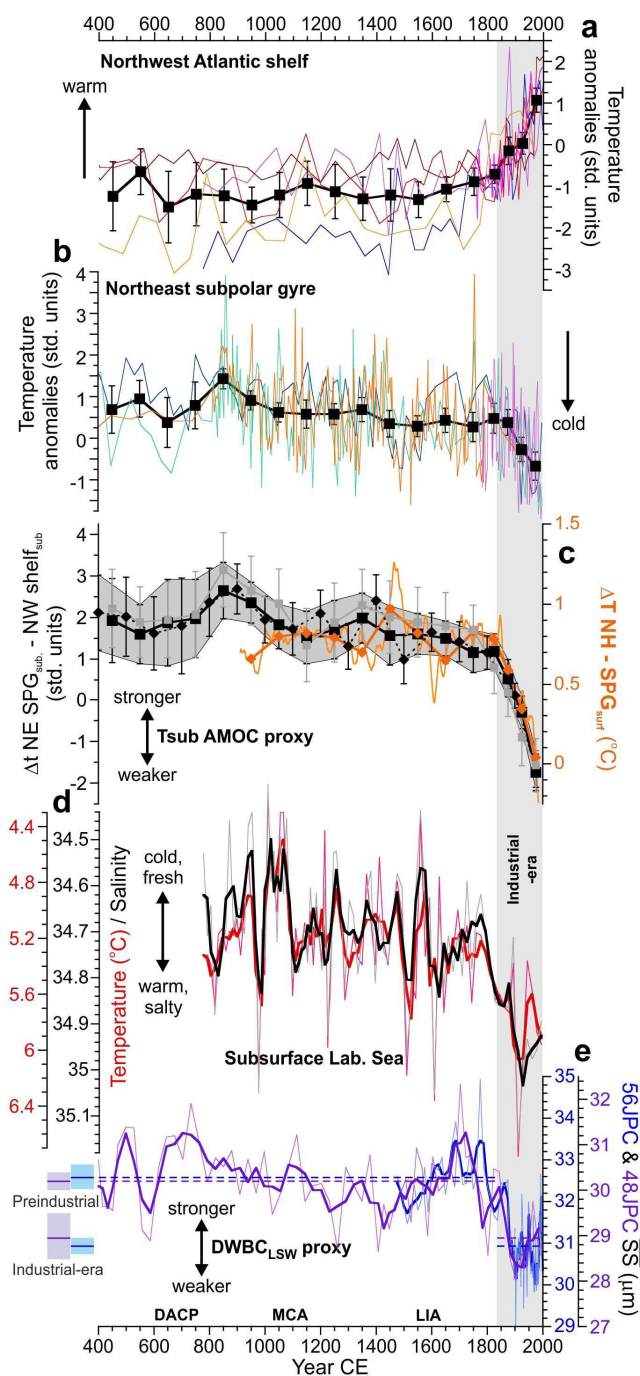 400 600 800 1000 1200 1400 1600 1800 2000
a
Northwest Atlantic shelf
warm
2
1
0
-1
-2
-3
Temperature
anomalies (std. units)
b
Northeast subpolar gyre
4
3
2
1
0
-1
Temperature
anomalies (std. units)
cold
c
4
3
2
1
0
-1
-2
Δt NE SPGsub. - NW shelfsub
(std. units)
1.5
1
0.5
0
ΔT NH - SPGsurf (°C)
stronger
Tsub AMOC proxy
weaker
d
4.4
4.8
5.2
5.6
6
6.4
34.5
34.6
34.7
34.8
34.9
35
35.1
Temperature (°C) / Salinity
cold,
fresh
warm,
salty
Subsurface Lab. Sea
Industrial
-era
e
35
34
33
32
31
30
29
32
31
30
29
28
27
56JPC & 48JPC SS (µm)
Preindustrial
Industrial-era
stronger
DWBCLSW proxy
weaker
DACP MCA LIA
400 600 800 1000 1200 1400 1600 1800 2000
Year CE